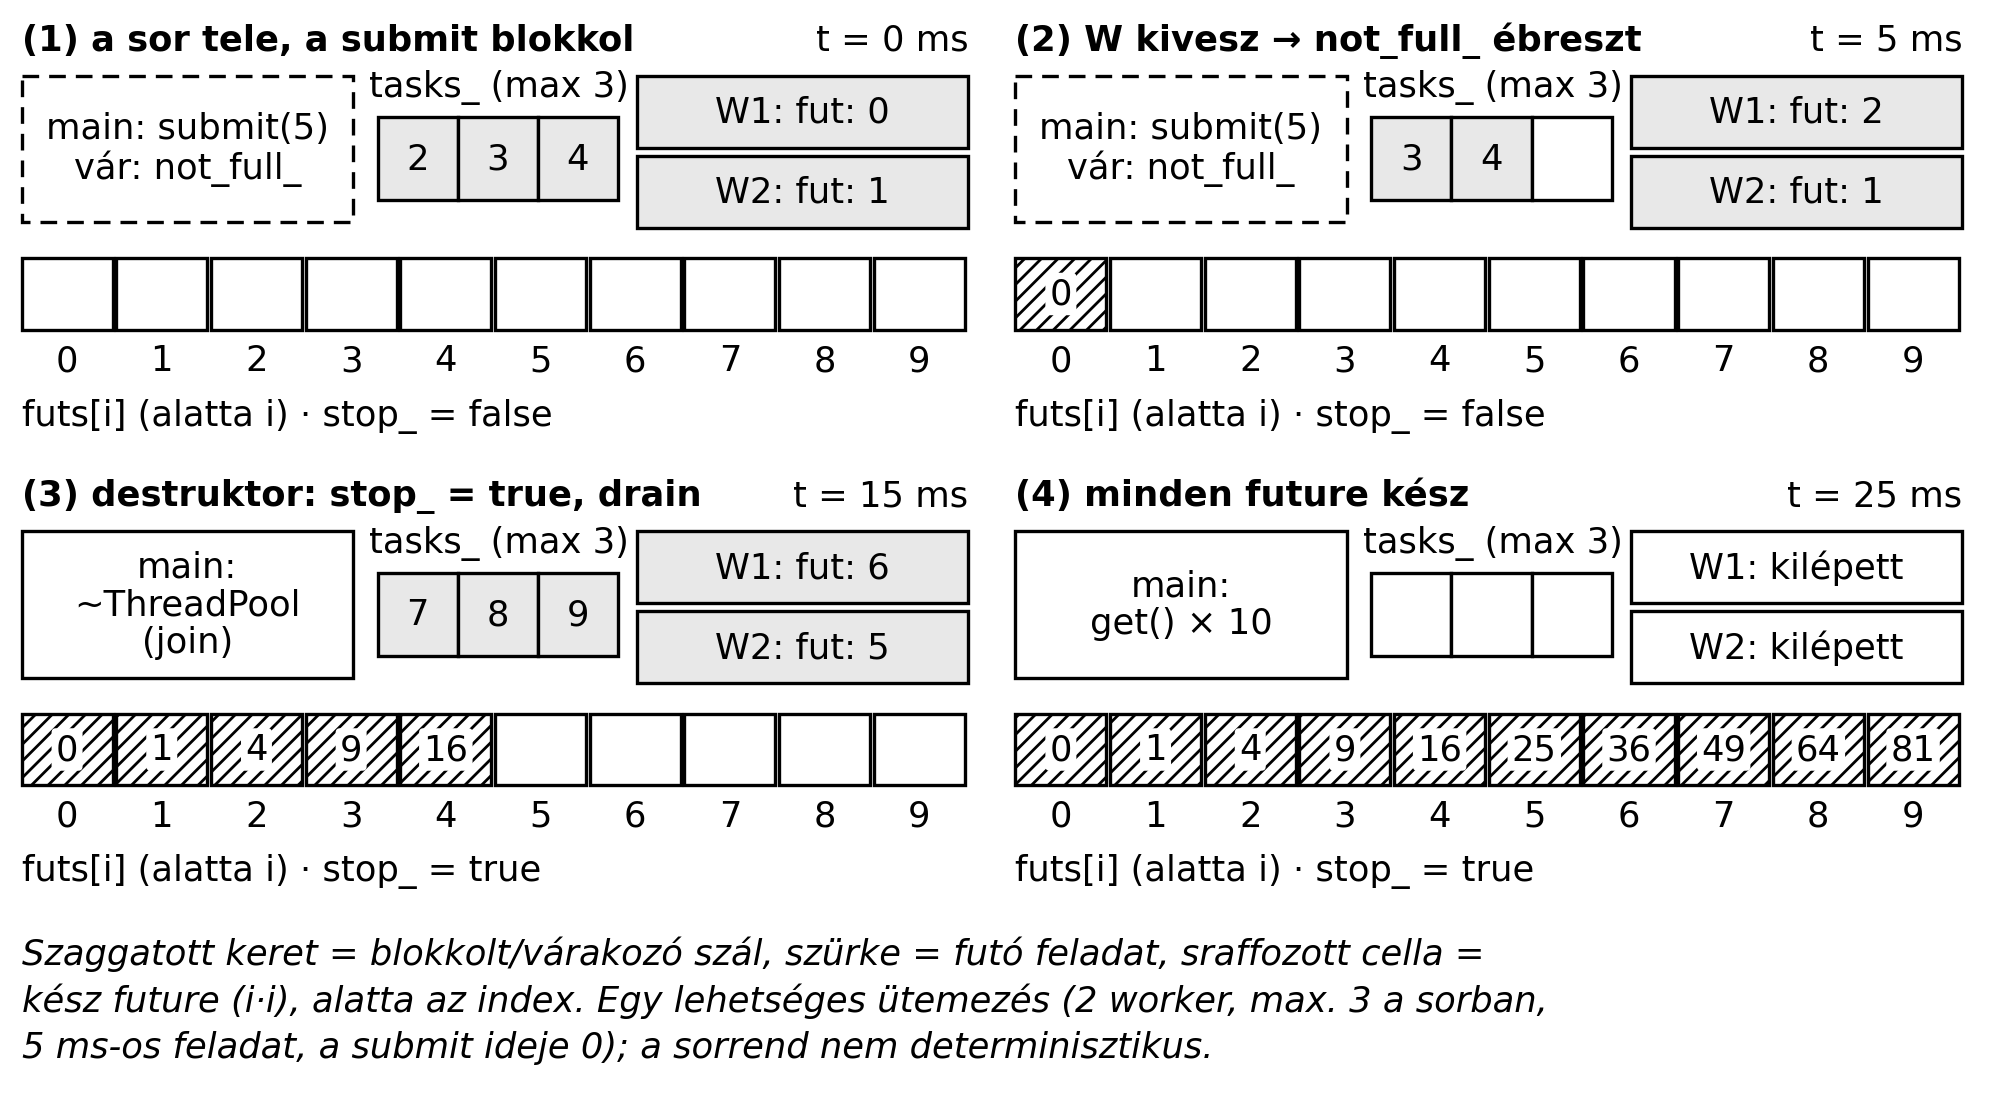 (1) a sor tele, a submit blokkol t = 0 ms
main: submit(5)
vár: not_full_
tasks_ (max 3)
2 3 4
W1: fut: 0
W2: fut: 1
0 1 2 3 4 5 6 7 8 9
futs[i] (alatta i) · stop_ = false
(2) W kivesz → not_full_ ébreszt t = 5 ms
main: submit(5)
vár: not_full_
tasks_ (max 3)
3 4
W1: fut: 2
W2: fut: 1
0
0 1 2 3 4 5 6 7 8 9
futs[i] (alatta i) · stop_ = false
(3) destruktor: stop_ = true, drain t = 15 ms
main:
~ThreadPool
(join)
tasks_ (max 3)
7 8 9
W1: fut: 6
W2: fut: 5
0 1 4 9 16
0 1 2 3 4 5 6 7 8 9
futs[i] (alatta i) · stop_ = true
(4) minden future kész t = 25 ms
main:
get() × 10
tasks_ (max 3)
W1: kilépett
W2: kilépett
0 1 4 9 16 25 36 49 64 81
0 1 2 3 4 5 6 7 8 9
futs[i] (alatta i) · stop_ = true
Szaggatott keret = blokkolt/várakozó szál, szürke = futó feladat, sraffozott cella =
kész future (i·i), alatta az index. Egy lehetséges ütemezés (2 worker, max. 3 a sorban,
5 ms-os feladat, a submit ideje 0); a sorrend nem determinisztikus.